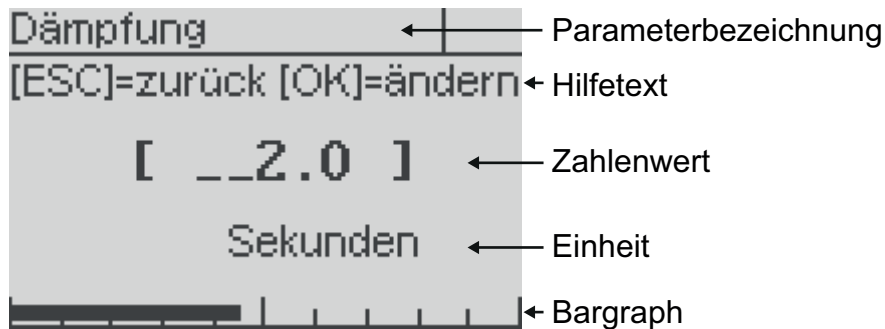 Dämpfung
Parameterbezeichnung
[ESC]=zurück [OK]=ändern
Hilfetext
[ __2.0 ]
Zahlenwert
Sekunden
Einheit
Bargraph